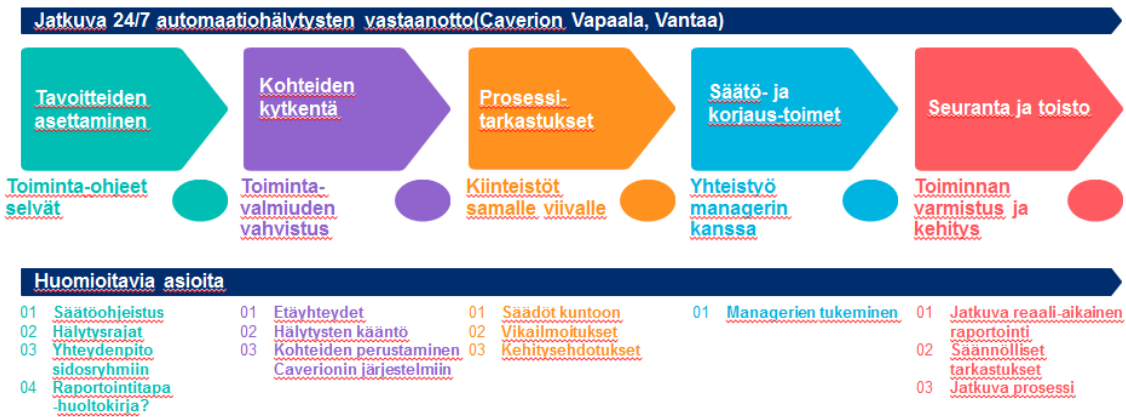 Jatkuva 24/7 automaatiohälytysten vastaanotto(Caverion Vapaala, Vantaa)
Tavoitteiden
asettaminen
Kohteiden
kytkentä
Prosessi-
tarkastukset
Säätö- ja
korjaus-toimet
Seuranta ja toisto
Toiminta-ohjeet
selvät
Toiminta-
valmiuden
vahvistus
Kiinteistöt
samalle viivalle
Yhteistyö
managerin
kanssa
Toiminnan
varmistus ja
kehitys
Huomioitavia asioita
01 Säätöohjeistus
02 Hälytysrajat
03 Yhteydenpito
sidosryhmiin
04 Raportointitapa
-huoltokirja?
01 Etäyhteydet
02 Hälytysten kääntö
03 Kohteiden perustaminen
Caverionin järjestelmiin
01 Säädöt kuntoon
02 Vikailmoitukset
03 Kehitysehdotukset
01 Managerien tukeminen
01 Jatkuva reaali-aikainen
raportointi
02 Säännölliset
tarkastukset
03 Jatkuva prosessi